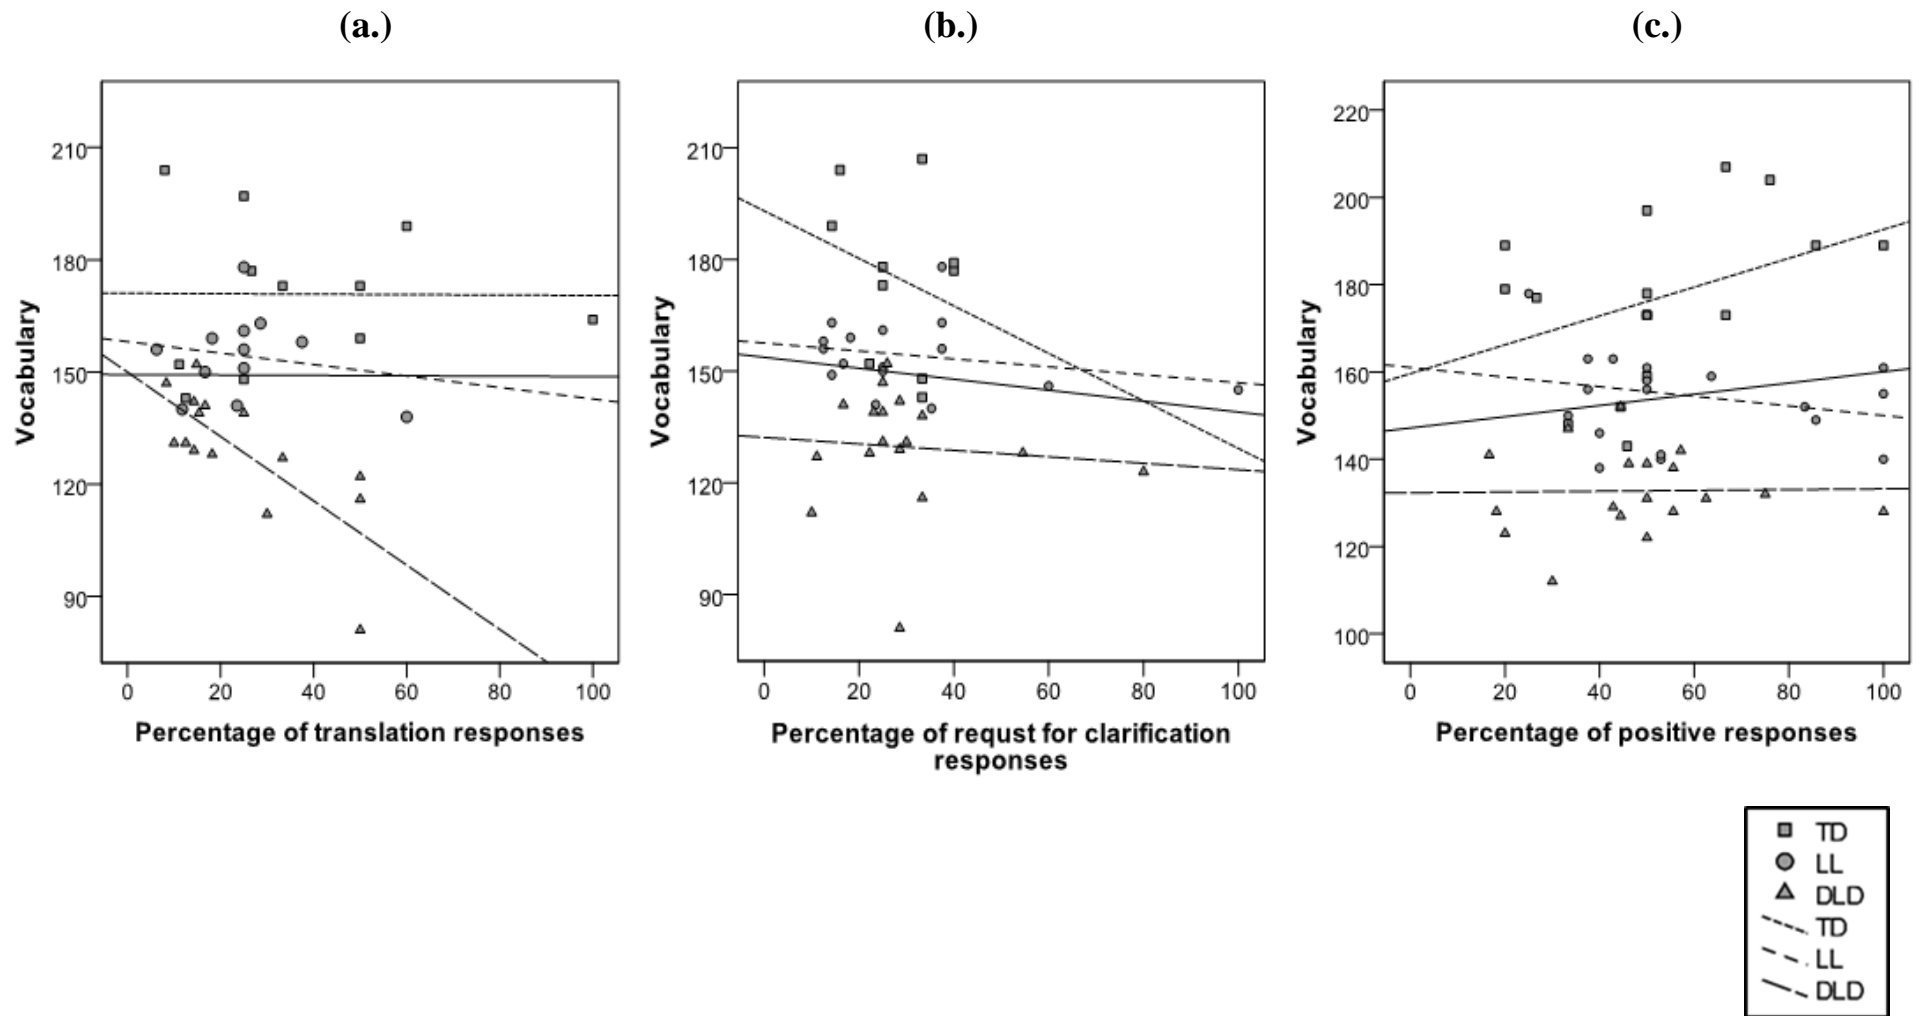 (a.)
(b.)
(c.)
210
180
150
120
90
Vocabulary
0 20 40 60 80 100
Percentage of translation responses
210
180
150
120
90
Vocabulary
0 20 40 60 80 100
Percentage of requst for clarification
responses
220
200
180
160
140
120
100
Vocabulary
0 20 40 60 80 100
Percentage of positive responses
TD
LL
DLD
TD
LL
DLD